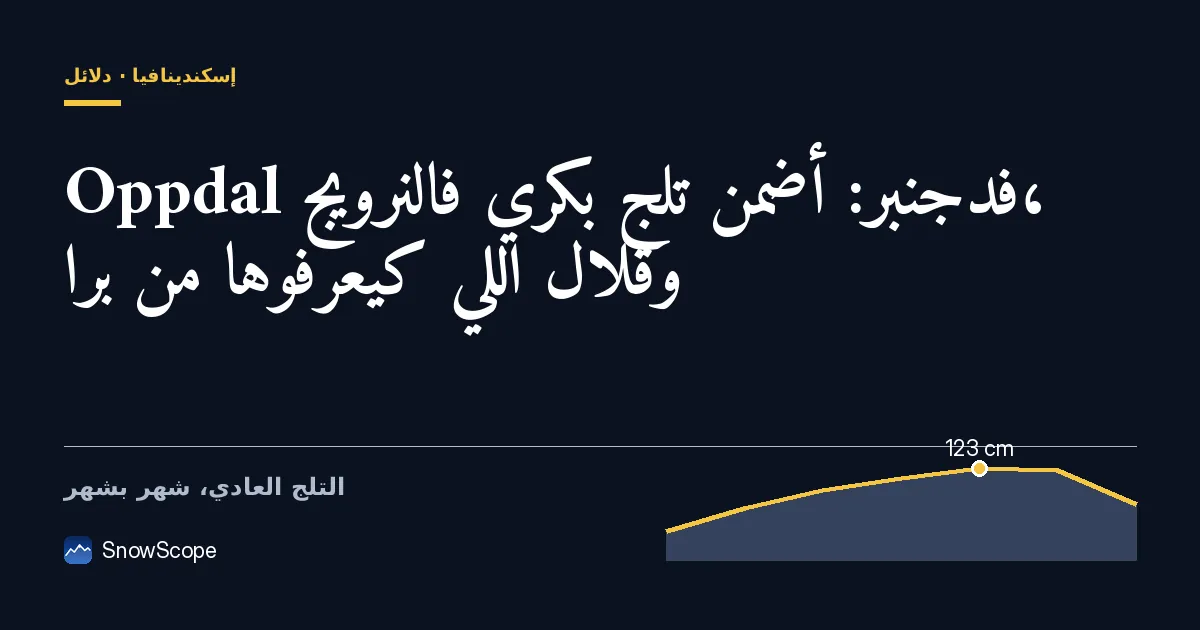 إسكندينافيا · دلائل
Oppdal ،فدجنبر: أضمن تلج بكري فالنرويج
وقلال اللي كيعرفوها من برا
123 cm
التلج العادي، شهر بشهر
SnowScope